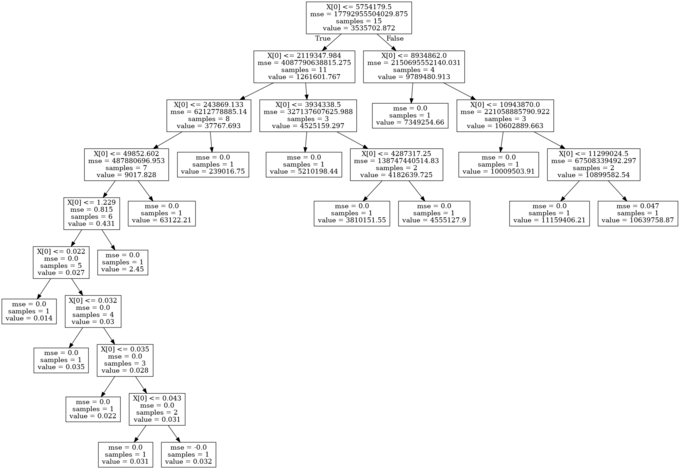 X[0] <= 5754179.5
mse = 17792955504029.875
samples = 15
value = 3535702.872
True
False
X[0] <= 2119347.984
mse = 4087790638815.275
samples = 11
value = 1261601.767
X[0] <= 8934862.0
mse = 2150695552140.031
samples = 4
value = 9789480.913
X[0] <= 243869.133
mse = 6212778885.14
samples = 8
value = 37767.693
X[0] <= 3934338.5
mse = 327137607625.988
samples = 3
value = 4525159.297
mse = 0.0
samples = 1
value = 7349254.66
X[0] <= 10943870.0
mse = 221058885790.922
samples = 3
value = 10602889.663
X[0] <= 49852.602
mse = 487880696.953
samples = 7
value = 9017.828
mse = 0.0
samples = 1
value = 239016.75
mse = 0.0
samples = 1
value = 5210198.44
X[0] <= 4287317.25
mse = 138747440514.83
samples = 2
value = 4182639.725
mse = 0.0
samples = 1
value = 10009503.91
X[0] <= 11299024.5
mse = 67508339492.297
samples = 2
value = 10899582.54
X[0] <= 1.229
mse = 0.815
samples = 6
value = 0.431
mse = 0.0
samples = 1
value = 63122.21
mse = 0.0
samples = 1
value = 3810151.55
mse = 0.0
samples = 1
value = 4555127.9
mse = 0.0
samples = 1
value = 11159406.21
mse = 0.047
samples = 1
value = 10639758.87
X[0] <= 0.022
mse = 0.0
samples = 5
value = 0.027
mse = 0.0
samples = 1
value = 2.45
mse = 0.0
samples = 1
value = 0.014
X[0] <= 0.032
mse = 0.0
samples = 4
value = 0.03
mse = 0.0
samples = 1
value = 0.035
X[0] <= 0.035
mse = 0.0
samples = 3
value = 0.028
mse = 0.0
samples = 1
value = 0.022
X[0] <= 0.043
mse = 0.0
samples = 2
value = 0.031
mse = 0.0
samples = 1
value = 0.031
mse = -0.0
samples = 1
value = 0.032